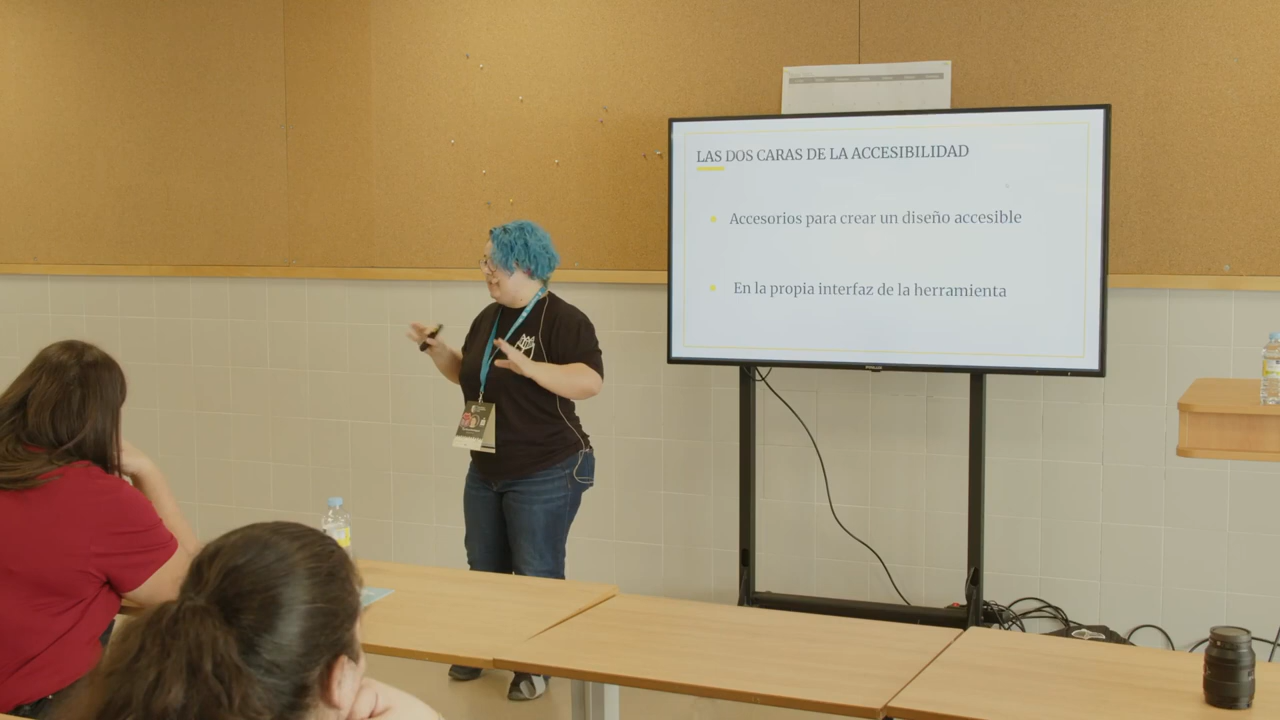 LAS DOS CARAS DE LA ACCESIBILIDAD
Accesorios para crear un diseño accesible
En la propia interfaz de la herramienta